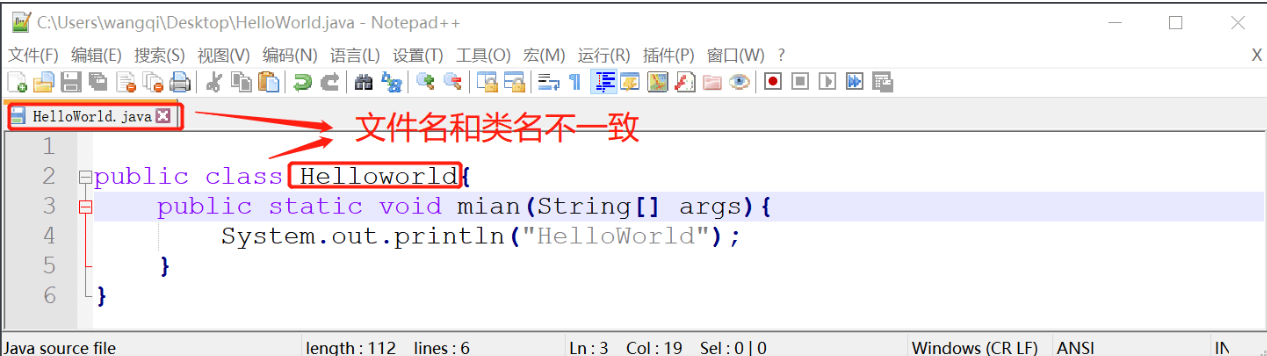 C:\Users\wangqi\Desktop\HelloWorld.java - Notepad++
文件(F) 编辑(E) 搜索(S) 视图(V) 编码(N) 语言(L) 设置(T) 工具(O) 宏(M) 运行(R) 插件(P) 窗口(W) ? X
HelloWorld.java
文件名和类名不一致
1
2 public class Helloworld{
3 public static void mian(String[] args){
4 System.out.println("HelloWorld");
5 }
6 }
Java source file length : 112 lines : 6 Ln : 3 Col : 19 Sel : 0 | 0 Windows (CR LF) ANSI IN